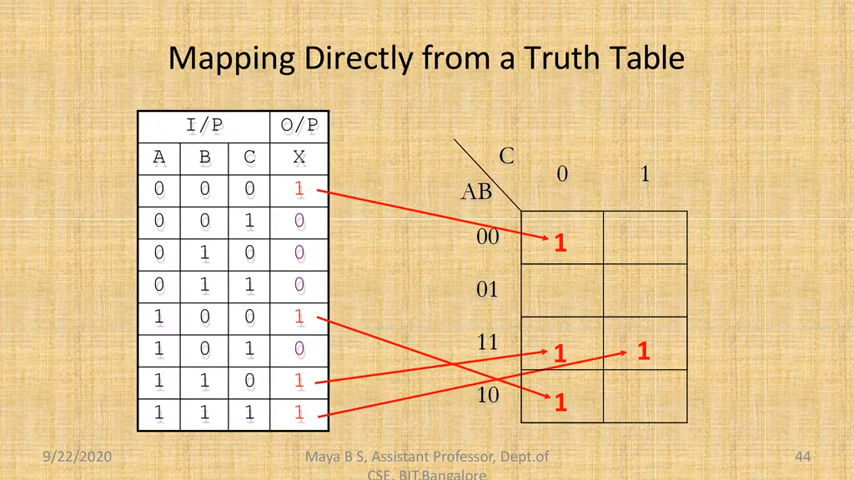 Mapping Directly from a Truth Table
I/P O/P
A B C X
0 0 0 1
0 0 1 0
0 1 0 0
0 1 1 0
1 0 0 1
1 0 1 0
1 1 0 1
1 1 1 1
C
AB
0 1
00 1
01
11 1 1
10 1
9/22/2020
Maya B S, Assistant Professor, Dept.of
CSE, BIT,Bangalore
44